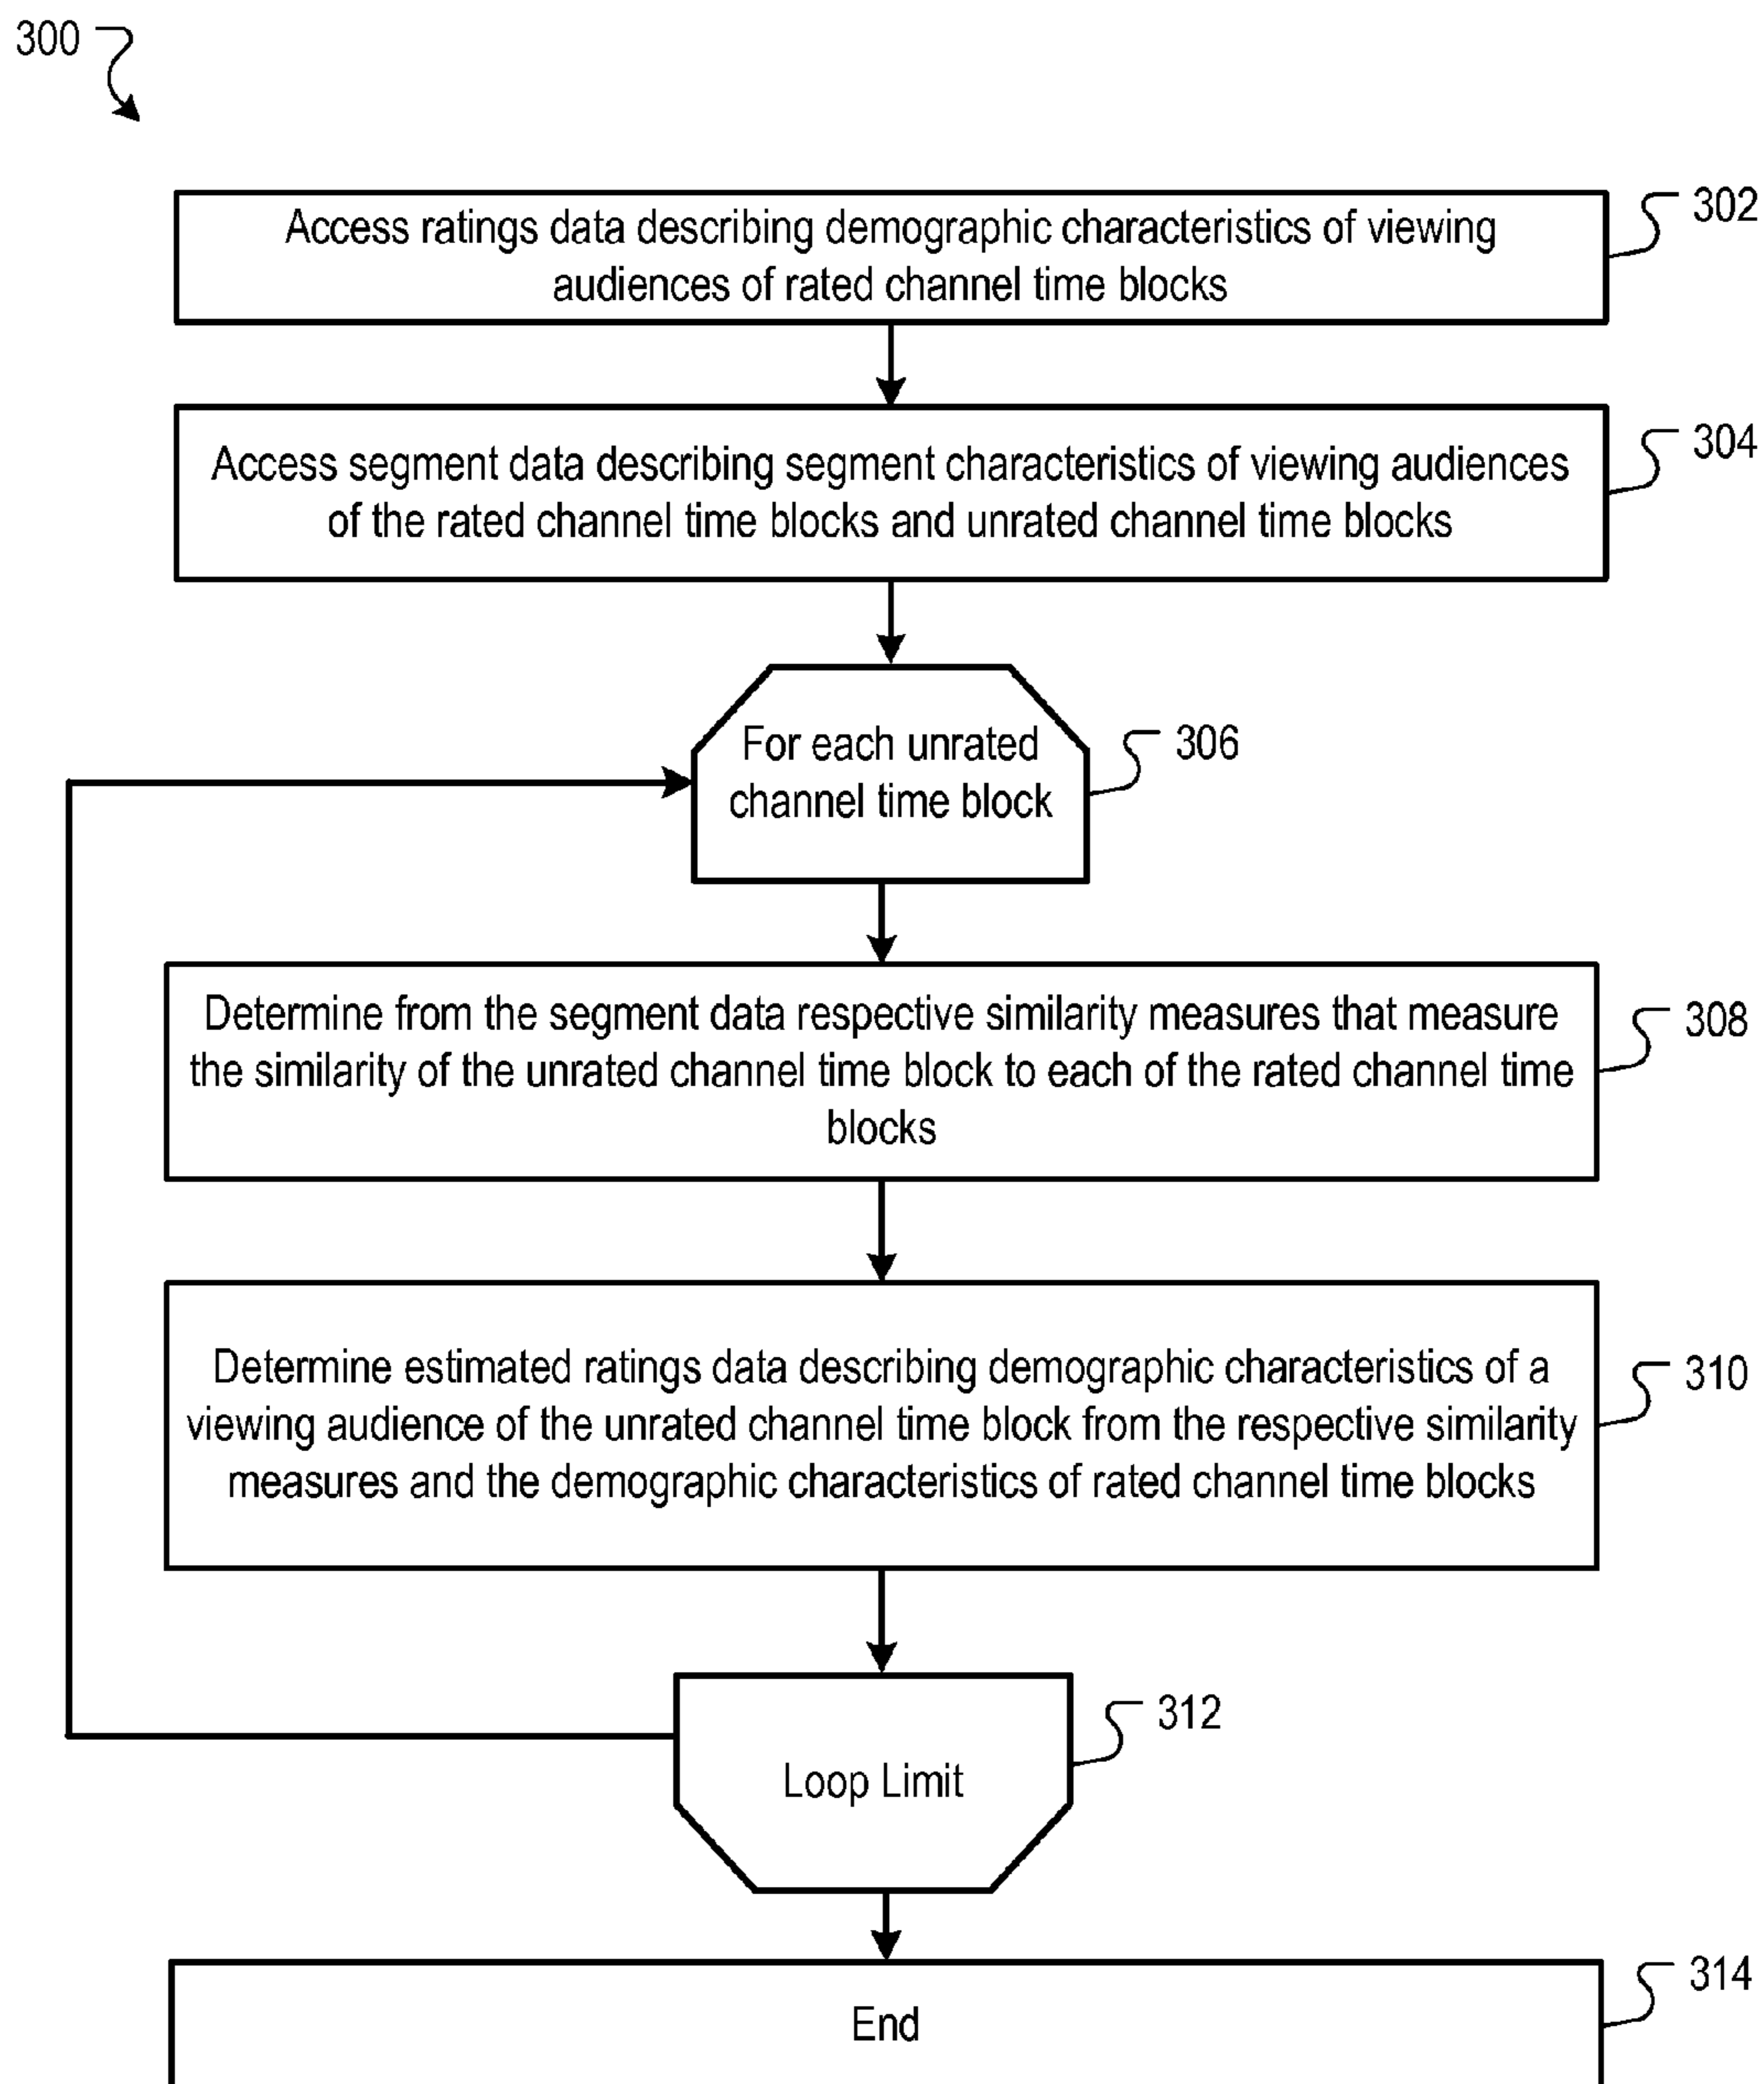 300
Access ratings data describing demographic characteristics of viewing
audiences of rated channel time blocks
302
Access segment data describing segment characteristics of viewing audiences
of the rated channel time blocks and unrated channel time blocks
304
For each unrated
channel time block
306
Determine from the segment data respective similarity measures that measure
the similarity of the unrated channel time block to each of the rated channel time
blocks
308
Determine estimated ratings data describing demographic characteristics of a
viewing audience of the unrated channel time block from the respective similarity
measures and the demographic characteristics of rated channel time blocks
310
Loop Limit
312
End
314